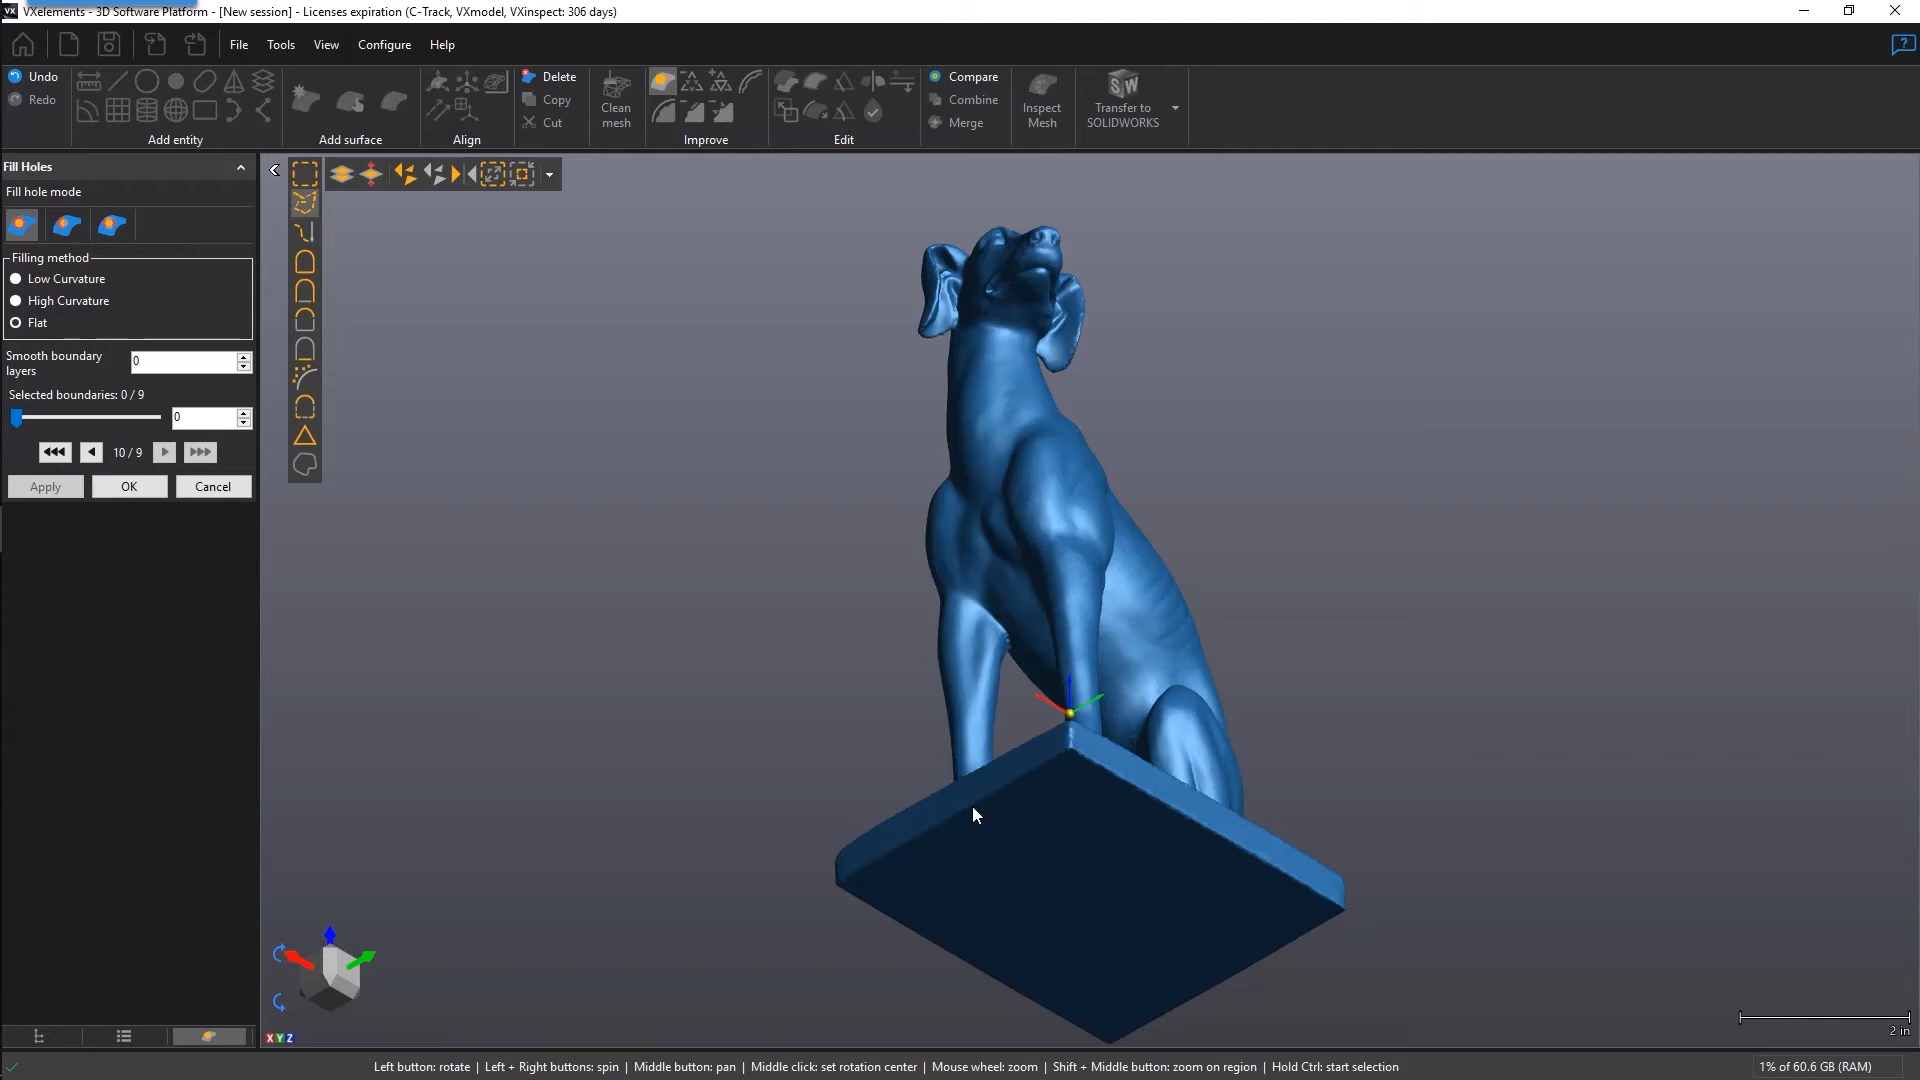 VXelements - 3D Software Platform - [New session] - Licenses expiration (C-Track, VXmodel, VXinspect: 306 days)
File Tools View Configure Help
Undo
Redo
Add entity
Add surface
Align
Delete
Copy
Cut
Clean
mesh
Improve
Edit
Compare
Combine
Merge
Inspect
Mesh
SW
Transfer to
SOLIDWORKS
Fill Holes
Fill hole mode
Filling method
Low Curvature
High Curvature
Flat
Smooth boundary
layers
0
Selected boundaries: 0 / 9
0
10 / 9
Apply OK Cancel
XYZ
2 in
Left button: rotate | Left + Right buttons: spin | Middle button: pan | Middle click: set rotation center | Mouse wheel: zoom | Shift + Middle button: zoom on region | Hold Ctrl: start selection
1% of 60.6 GB (RAM)